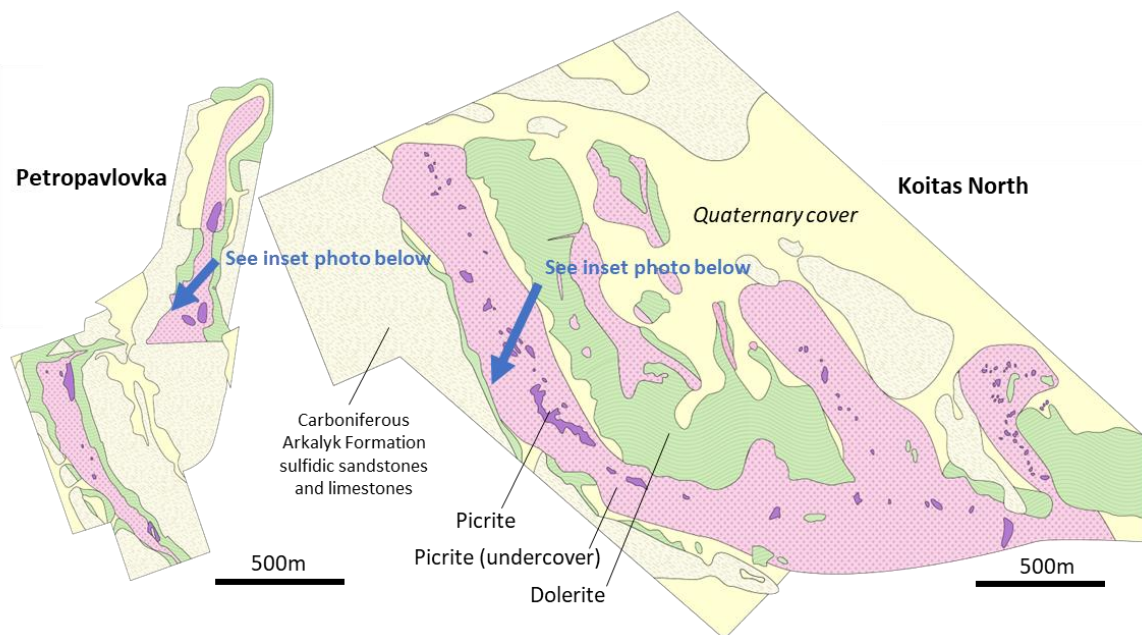 Petropavlovka
Koitas North
Quaternary cover
See inset photo below
See inset photo below
Carboniferous
Arkalyk Formation
sulfidic sandstones
and limestones
Picrite
Picrite (undercover)
Dolerite
500m
500m